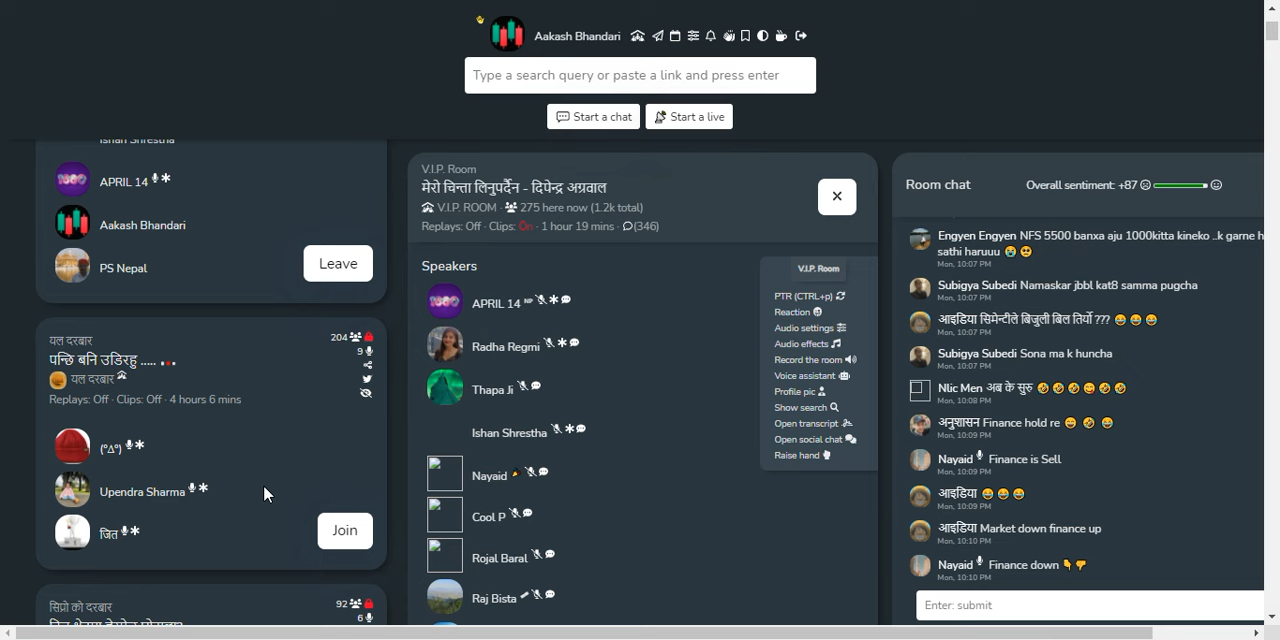 Aakash Bhandari
Type a search query or paste a link and press enter
Start a chat
Start a live
Ishan Shrestha
APRIL 14
Aakash Bhandari
PS Nepal
Leave
यल दरबार
204
पन्छि बनि उडिरहु .....
9
यल दरबार
Replays: Off · Clips: Off · 4 hours 6 mins
(°Δ°)
Upendra Sharma
जित
Join
सिप्रो को दरबार
92
6
V.I.P. Room
मेरो चिन्ता लिनुपर्दैन - दिपेन्द्र अग्रवाल
V.I.P. ROOM · 275 here now (1.2k total)
Replays: Off · Clips: On · 1 hour 19 mins · (346)
Speakers
APRIL 14 NP
Radha Regmi
Thapa Ji
Ishan Shrestha
Nayaid
Cool P
Rojal Baral
Raj Bista
V.I.P. Room
PTR (CTRL+p)
Reaction
Audio settings
Audio effects
Record the room
Voice assistant
Profile pic
Show search
Open transcript
Open social chat
Raise hand
Room chat
Overall sentiment: +87
Engyen Engyen NFS 5500 banxa aju 1000kitta kineko ..k garne h
sathi haruuu 😭 🥺
Mon, 10:07 PM
Subigya Subedi Namaskar jbbl kat8 samma pugcha
Mon, 10:07 PM
आइडिया सिमेन्टीले बिजुली बिल तिर्यो ??? 😂 😂 😂
Mon, 10:07 PM
Subigya Subedi Sona ma k huncha
Mon, 10:07 PM
Nlic Men अब के सुरु 🤣 🤣 🤣 😋 🤣 🤣
Mon, 10:08 PM
अनुशासन Finance hold re 😄 🤣 😂
Mon, 10:09 PM
Nayaid Finance is Sell
Mon, 10:09 PM
आइडिया 😂 😂 😂
Mon, 10:09 PM
आइडिया Market down finance up
Mon, 10:10 PM
Nayaid Finance down 👇 👎
Mon, 10:10 PM
Enter: submit